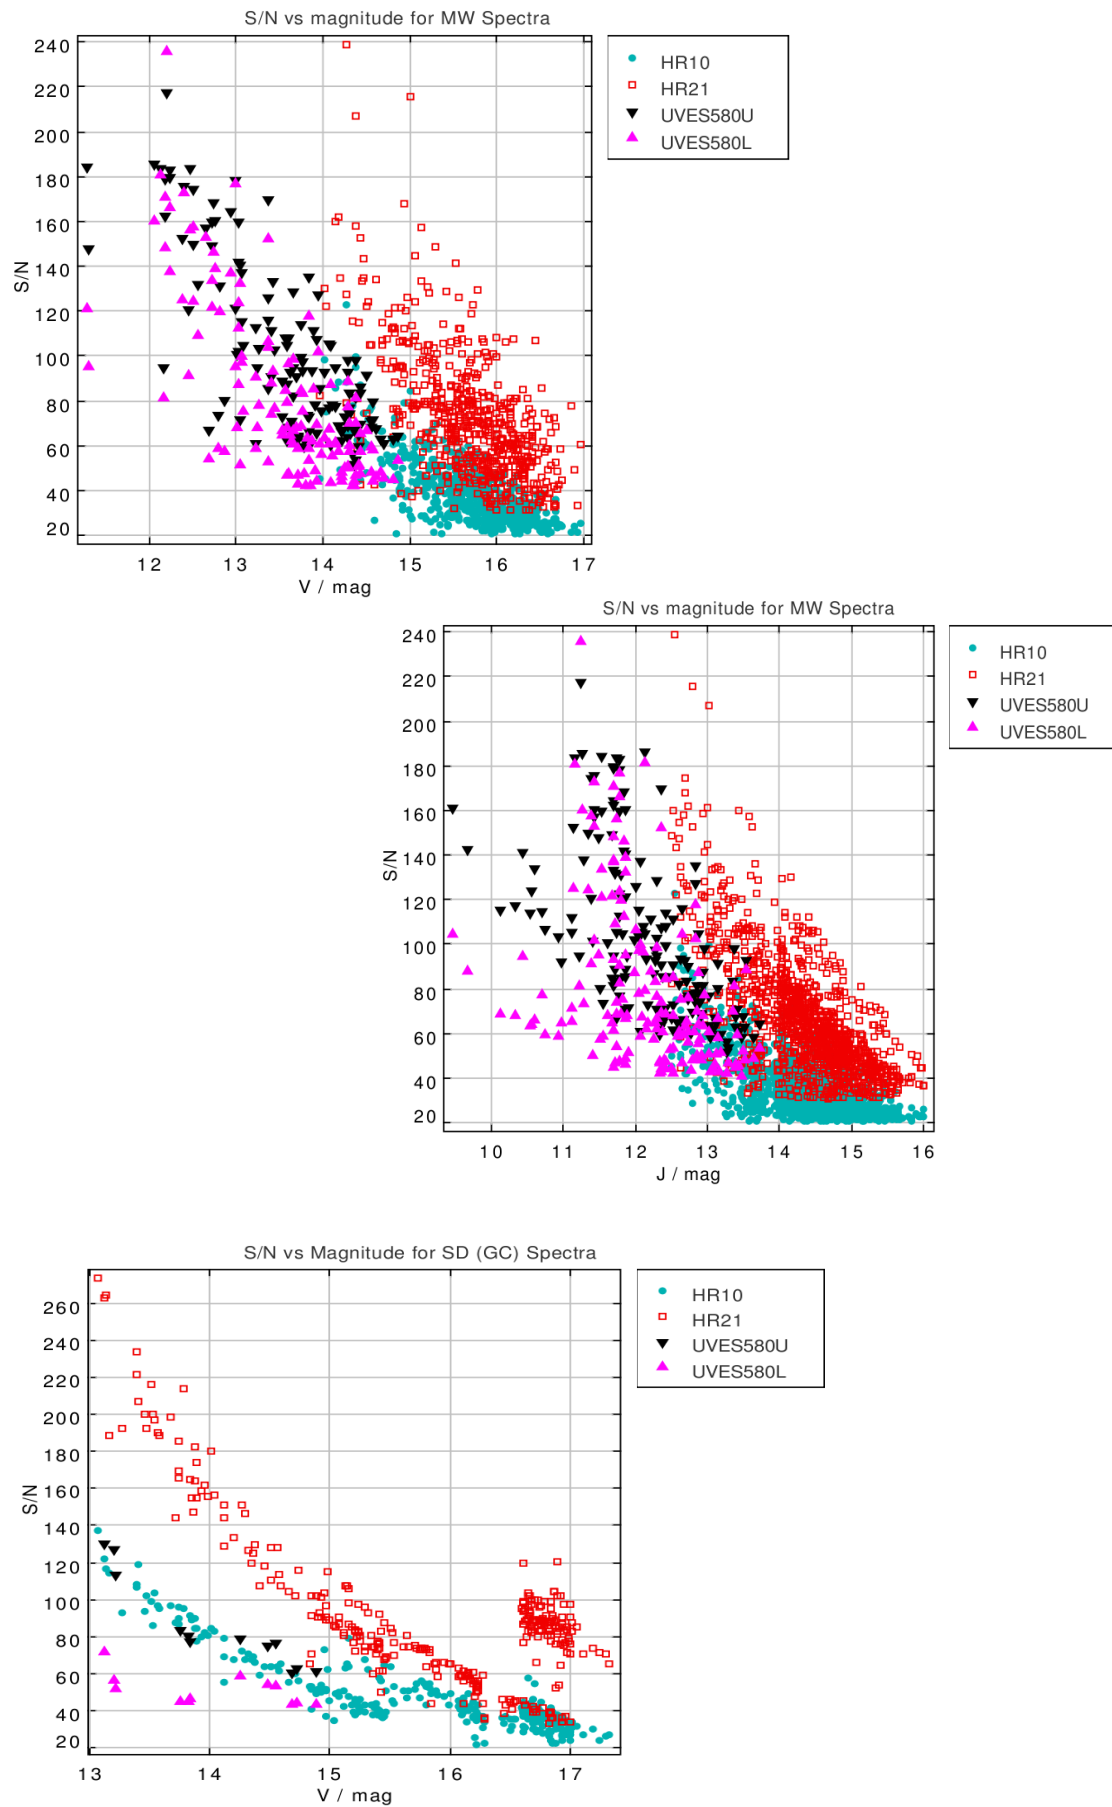 S/N vs magnitude for MW Spectra
240
220
200
180
160
140
120
100
80
60
40
20
S/N
12 13 14 15 16 17
V / mag
HR10
HR21
UVES580U
UVES580L
S/N vs magnitude for MW Spectra
240
220
200
180
160
140
120
100
80
60
40
20
S/N
10 11 12 13 14 15 16
J / mag
HR10
HR21
UVES580U
UVES580L
S/N vs Magnitude for SD (GC) Spectra
260
240
220
200
180
160
140
120
100
80
60
40
20
S/N
13 14 15 16 17
V / mag
HR10
HR21
UVES580U
UVES580L